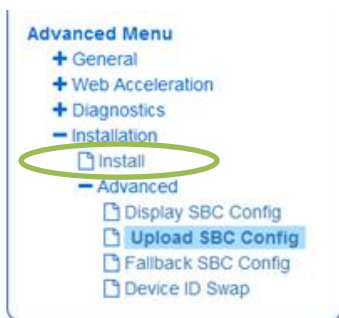 Advanced Menu
General
Web Acceleration
Diagnostics
Installation
Install
Advanced
Display SBC Config
Upload SBC Config
Fallback SBC Config
Device ID Swap